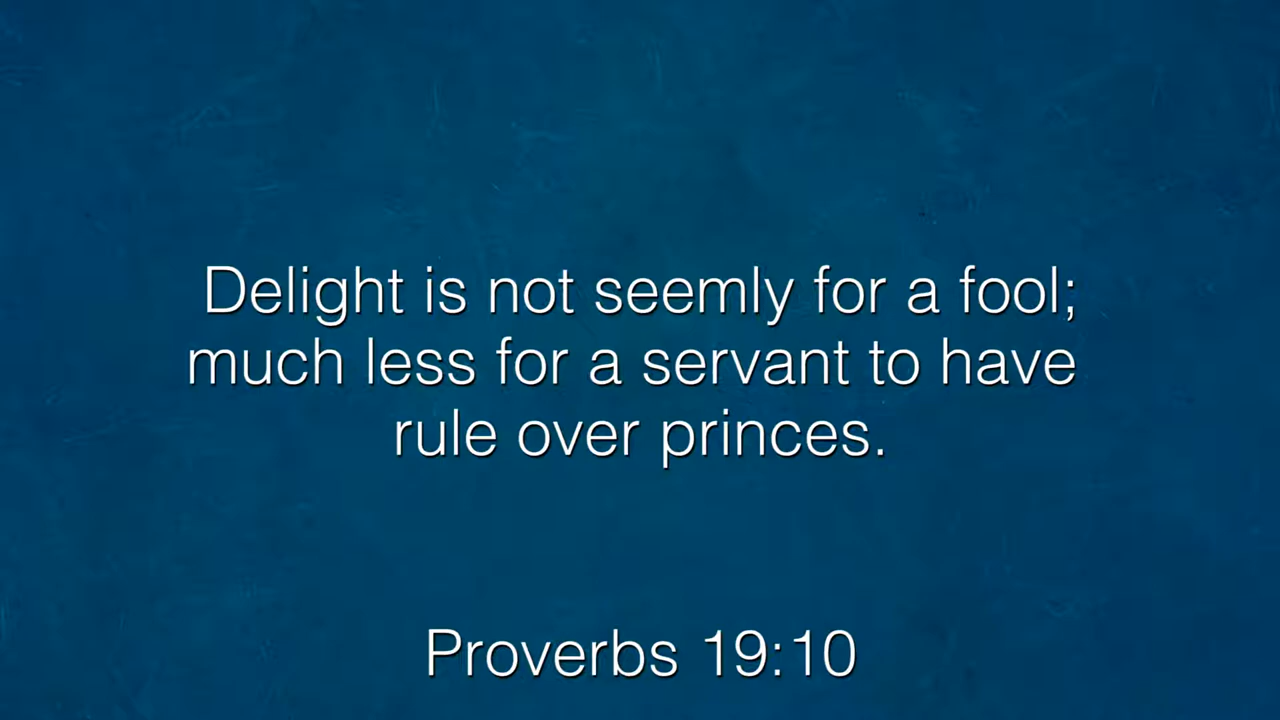 Delight is not seemly for a fool;
much less for a servant to have
rule over princes.
Proverbs 19:10